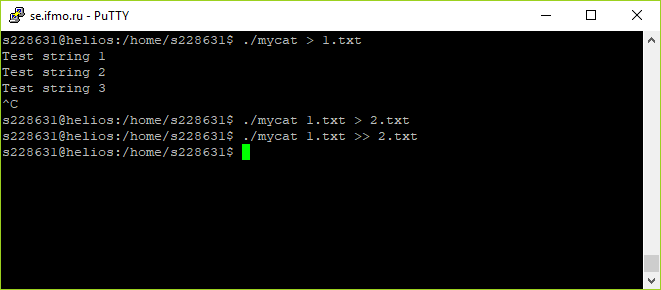 se.ifmo.ru - PuTTY
s228631@helios:/home/s228631$ ./mycat > 1.txt
Test string 1
Test string 2
Test string 3
^C
s228631@helios:/home/s228631$ ./mycat 1.txt > 2.txt
s228631@helios:/home/s228631$ ./mycat 1.txt >> 2.txt
s228631@helios:/home/s228631$